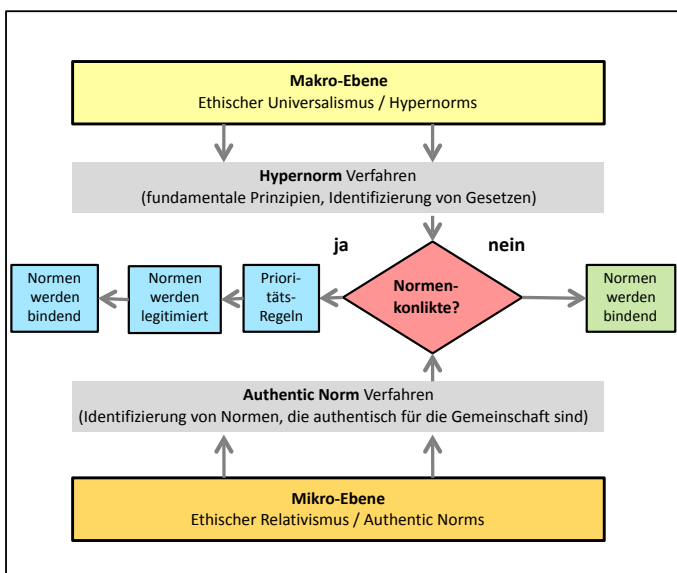 Makro-Ebene
Ethischer Universalismus / Hypernorms
Hypernorm Verfahren
(fundamentale Prinzipien, Identifizierung von Gesetzen)
ja
nein
Normen
werden
bindend
Normen
werden
legitimiert
Priori-
täts-
Regeln
Normen-
konlikte?
Normen
werden
bindend
Authentic Norm Verfahren
(Identifizierung von Normen, die authentisch für die Gemeinschaft sind)
Mikro-Ebene
Ethischer Relativismus / Authentic Norms